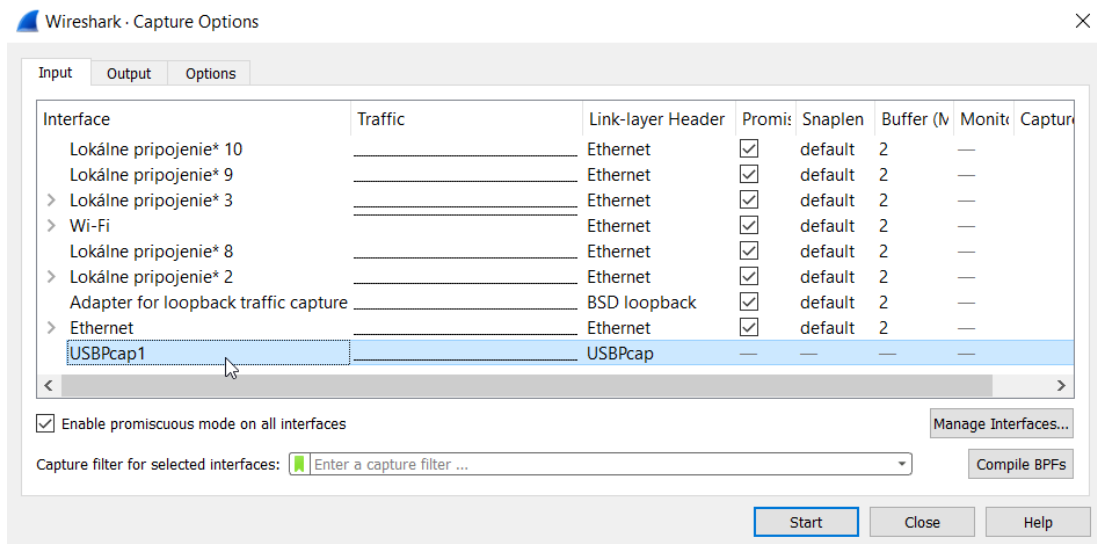 Wireshark · Capture Options
Input Output Options
Interface Traffic Link-layer Header Promis Snaplen Buffer (M Monito Captur
Lokálne pripojenie* 10 Ethernet default 2 —
Lokálne pripojenie* 9 Ethernet default 2 —
Lokálne pripojenie* 3 Ethernet default 2 —
Wi-Fi Ethernet default 2 —
Lokálne pripojenie* 8 Ethernet default 2 —
Lokálne pripojenie* 2 Ethernet default 2 —
Adapter for loopback traffic capture BSD loopback default 2 —
Ethernet Ethernet default 2 —
USBPcap1 USBPcap — — — —
Enable promiscuous mode on all interfaces Manage Interfaces...
Capture filter for selected interfaces: Enter a capture filter ... Compile BPFs
Start Close Help